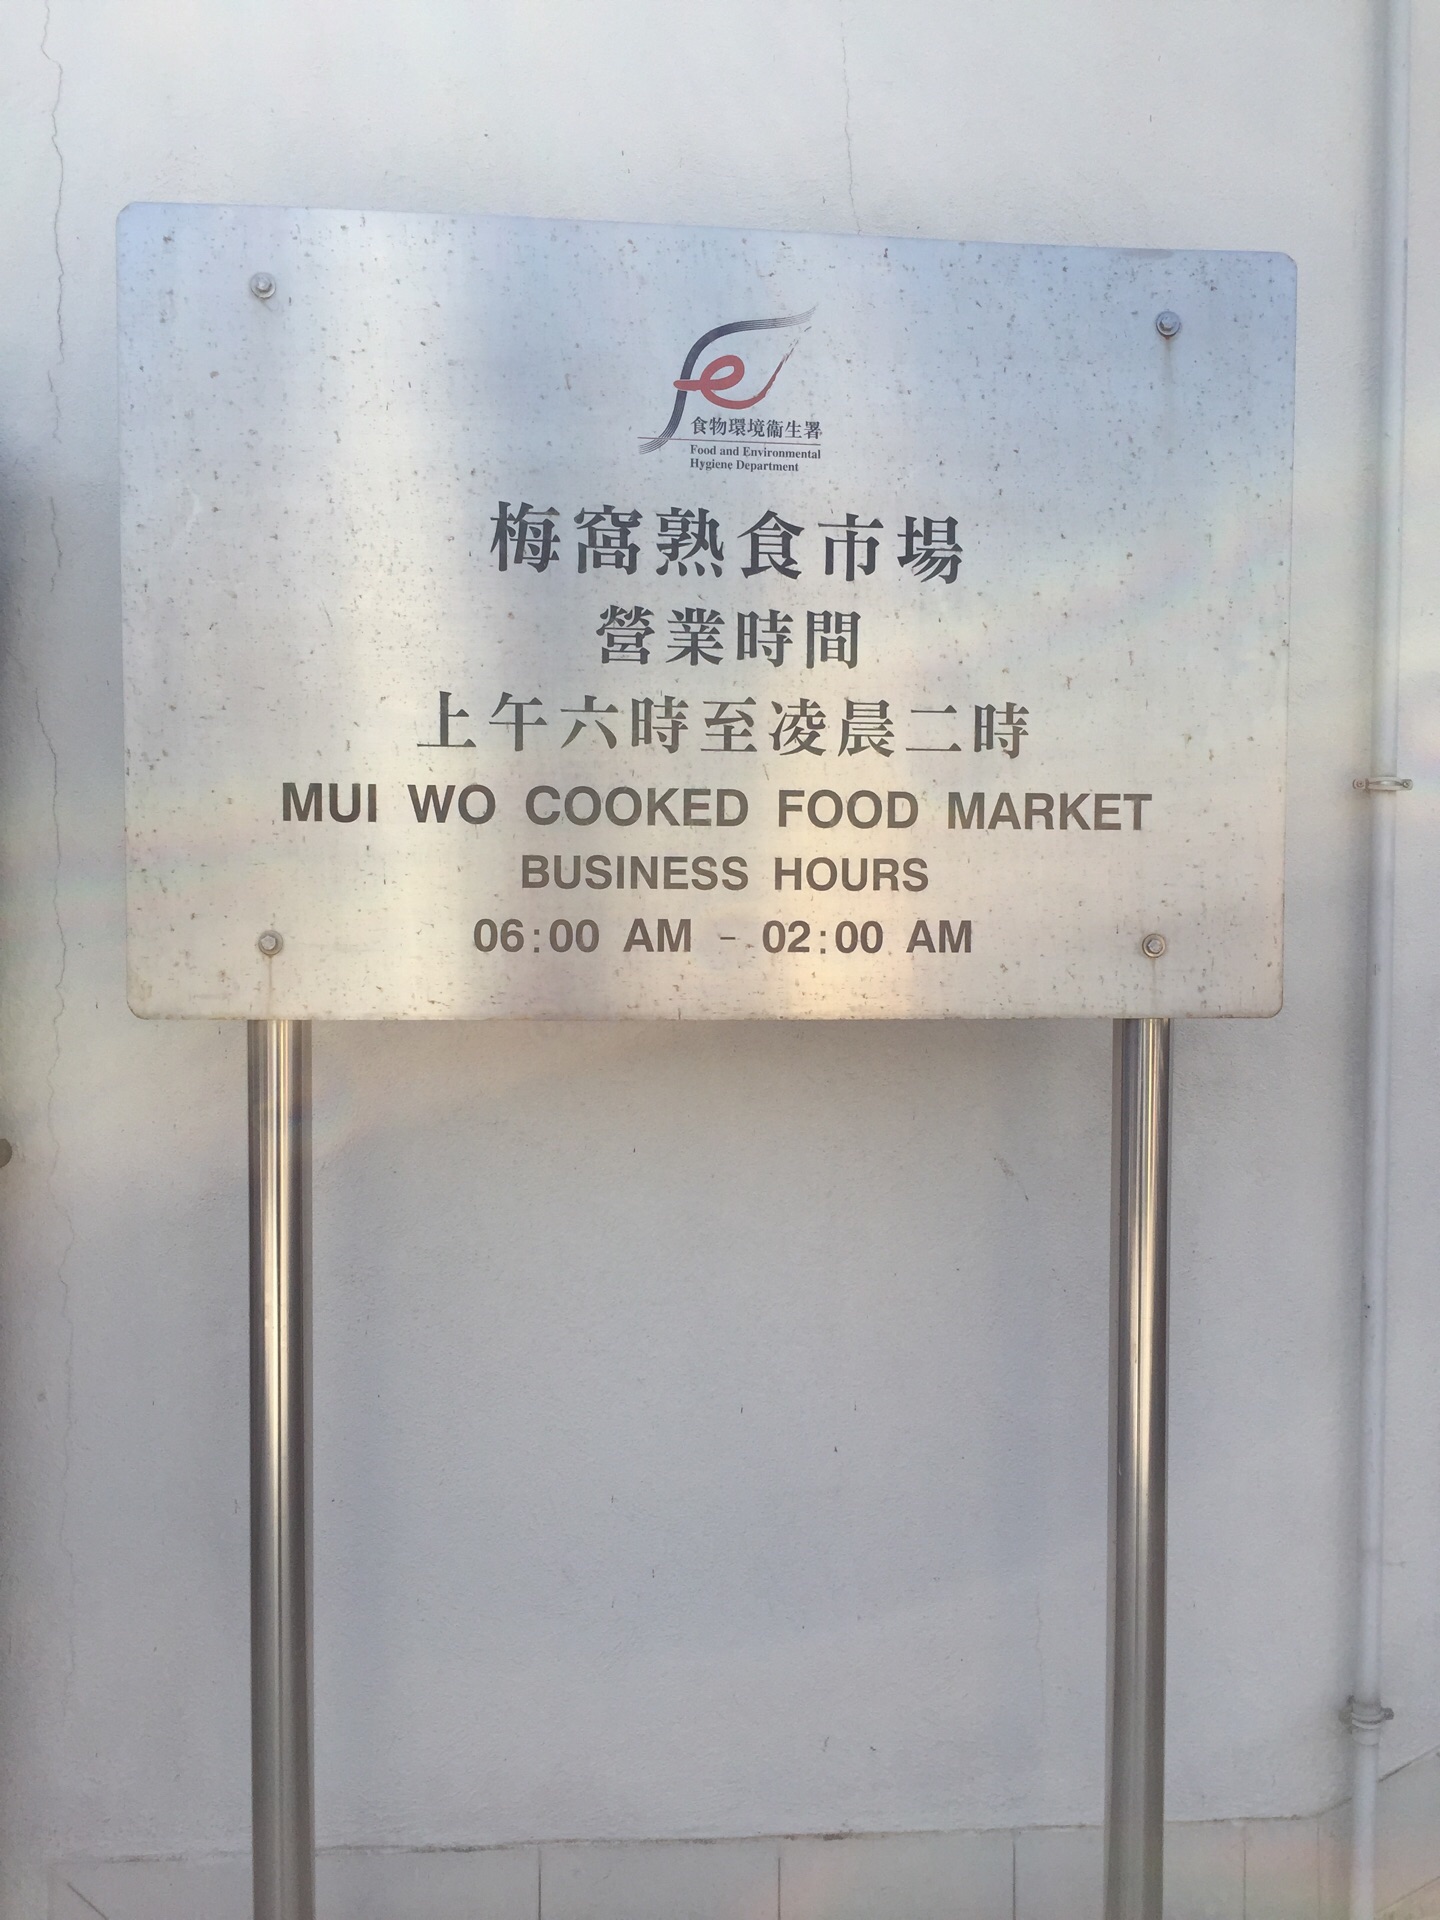 食物環境衞生署
Food and Environmental
Hygiene Department
梅窩熟食市場
營業時間
上午六時至凌晨二時
MUI WO COOKED FOOD MARKET
BUSINESS HOURS
06:00 AM - 02:00 AM